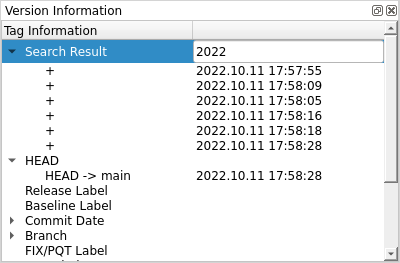 Version Information
Tag Information
Search Result 2022
+ 2022.10.11 17:57:55
+ 2022.10.11 17:58:09
+ 2022.10.11 17:58:05
+ 2022.10.11 17:58:16
+ 2022.10.11 17:58:18
+ 2022.10.11 17:58:28
HEAD
HEAD -> main 2022.10.11 17:58:28
Release Label
Baseline Label
Commit Date
Branch
FIX/PQT Label